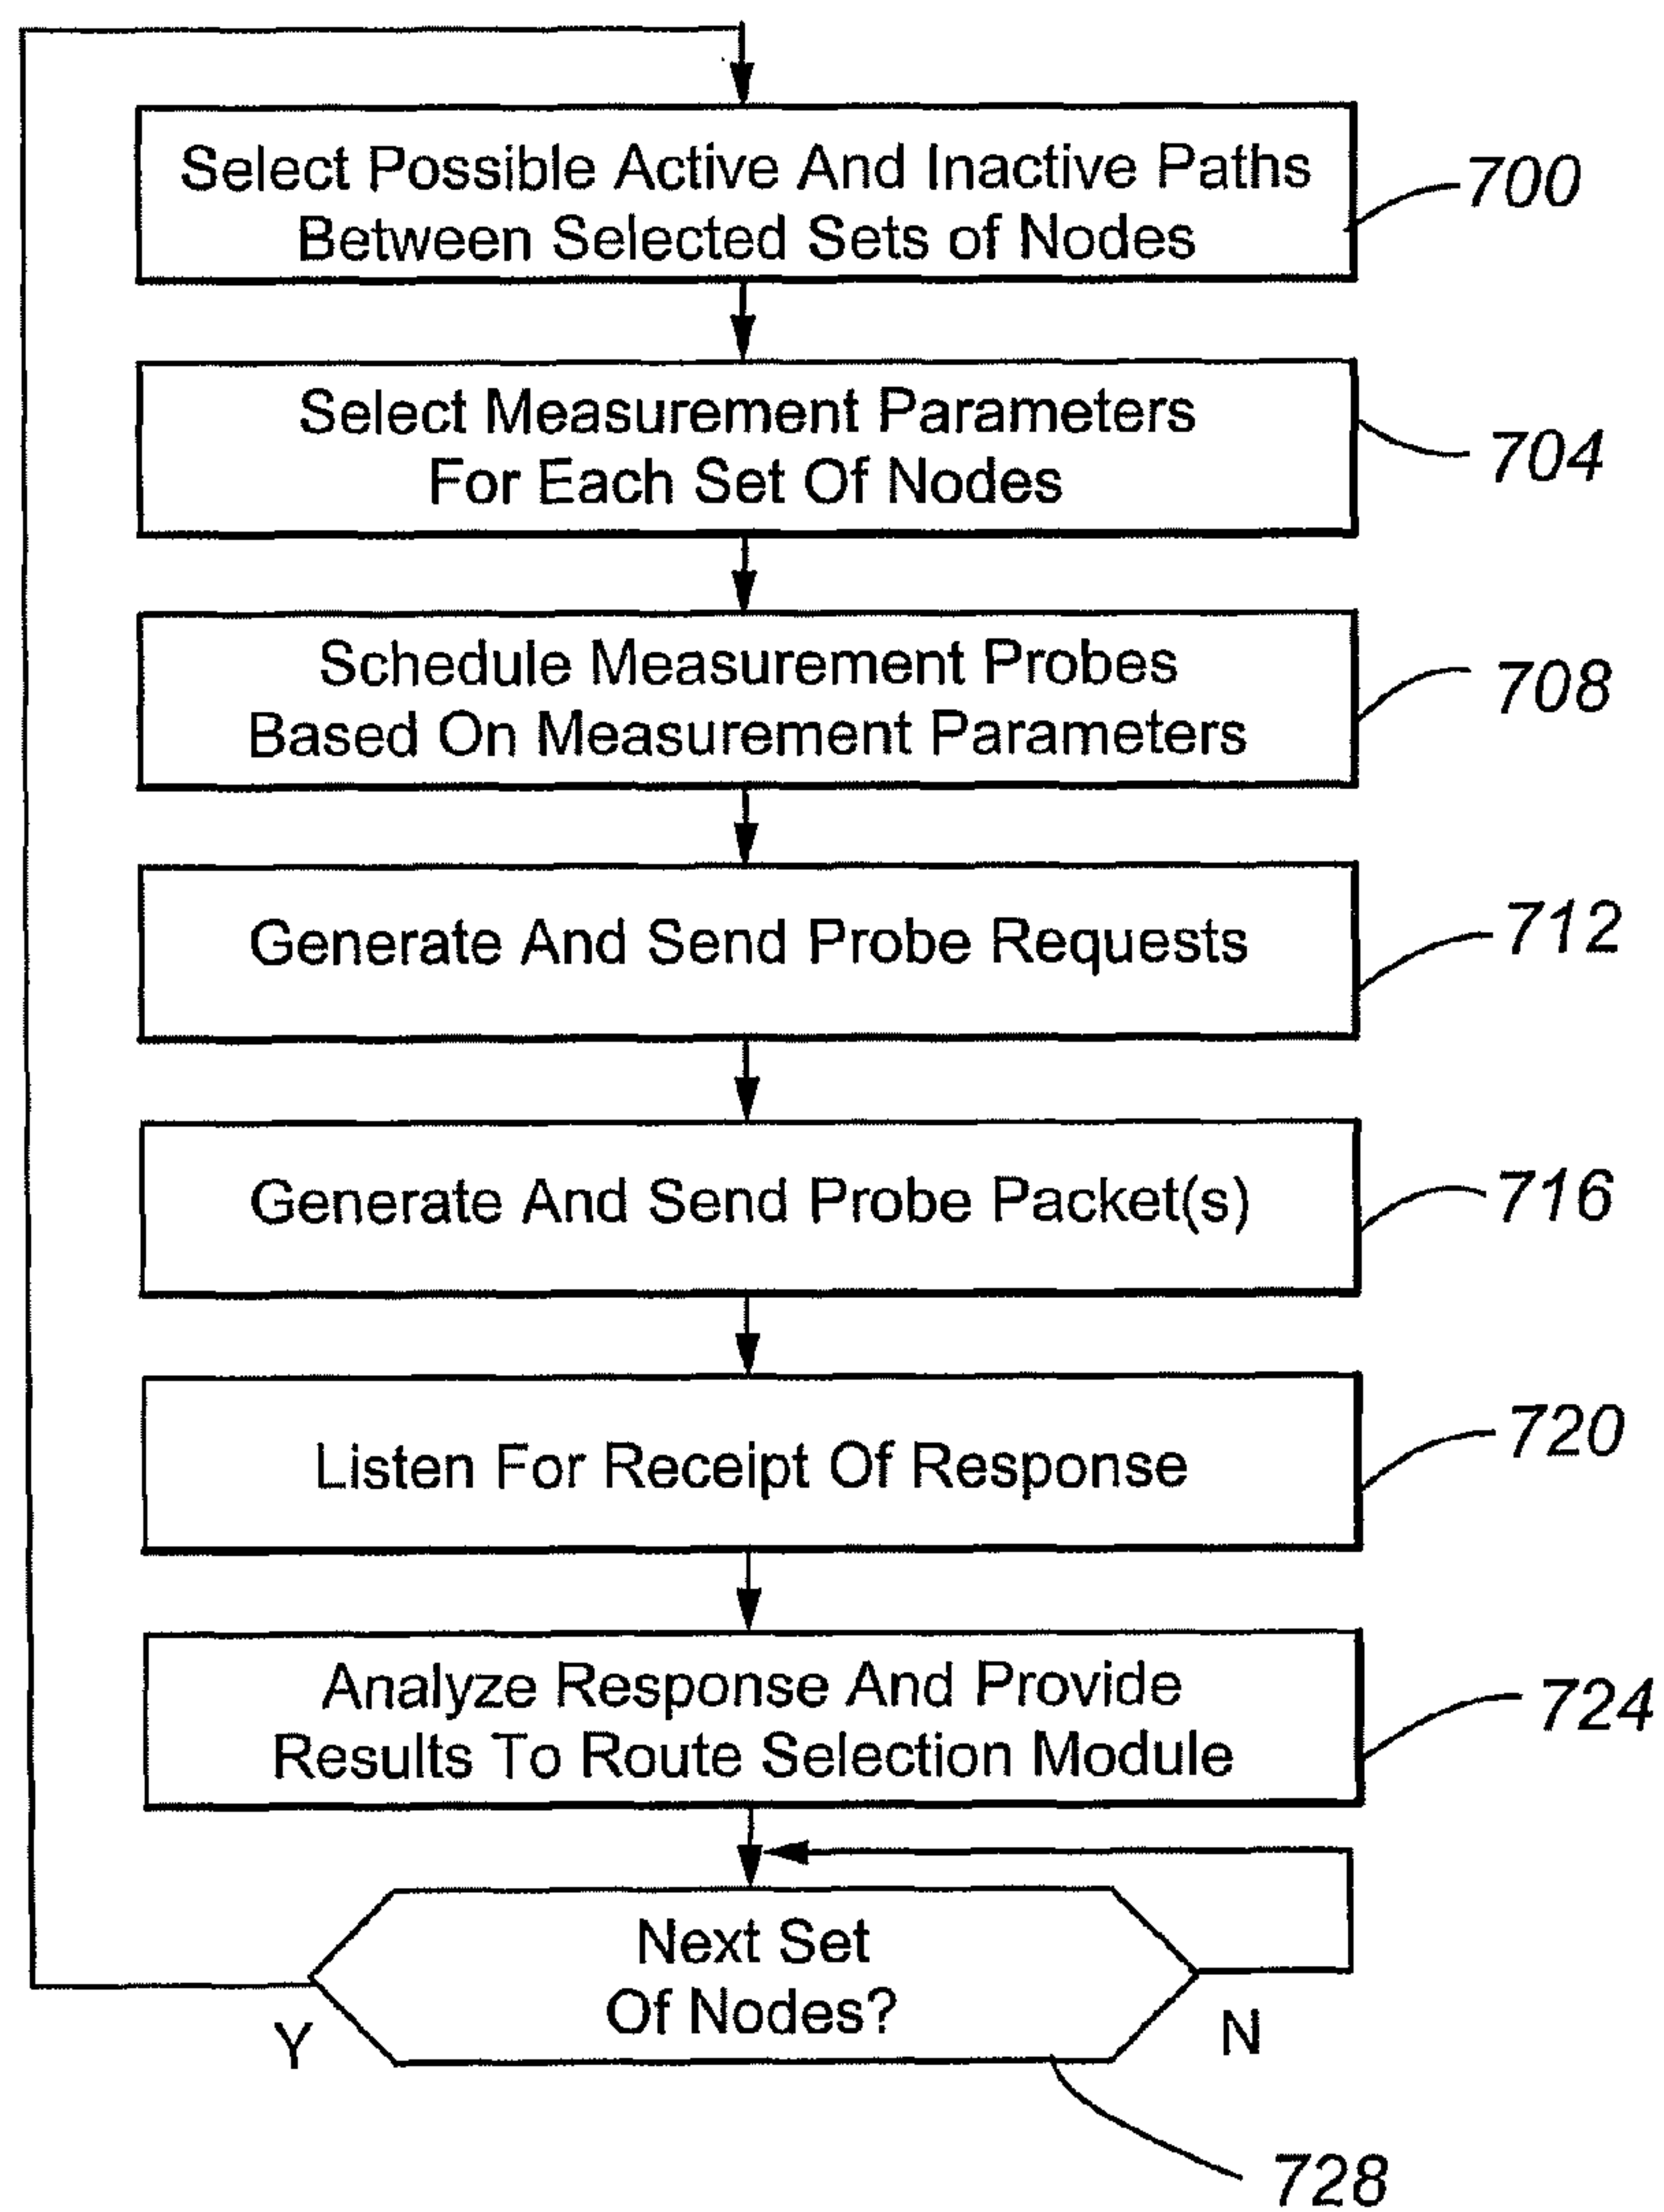 Select Possible Active And Inactive Paths
Between Selected Sets of Nodes
700
Select Measurement Parameters
For Each Set Of Nodes
704
Schedule Measurement Probes
Based On Measurement Parameters
708
Generate And Send Probe Requests
712
Generate And Send Probe Packet(s)
716
Listen For Receipt Of Response
720
Analyze Response And Provide
Results To Route Selection Module
724
Next Set
Of Nodes?
Y
N
728